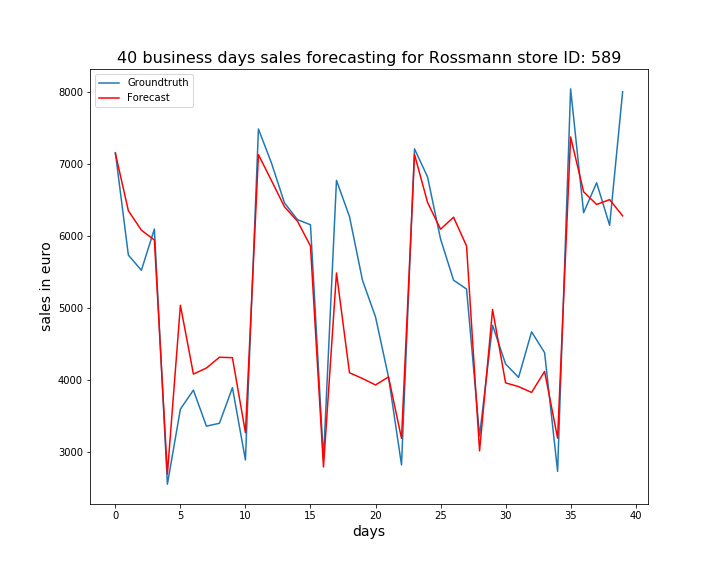 40 business days sales forecasting for Rossmann store ID: 589
Groundtruth
Forecast
8000
7000
6000
5000
4000
3000
sales in euro
0 5 10 15 20 25 30 35 40
days